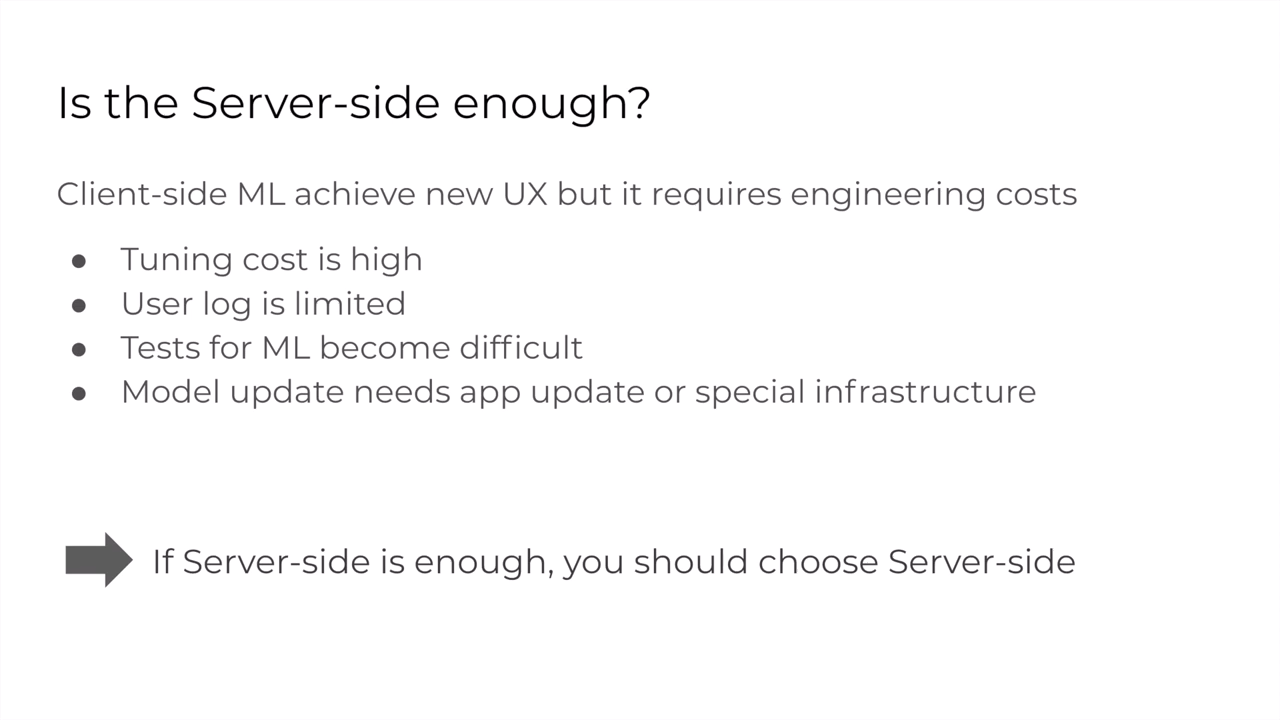 Is the Server-side enough?
Client-side ML achieve new UX but it requires engineering costs
● Tuning cost is high
● User log is limited
● Tests for ML become difficult
● Model update needs app update or special infrastructure
If Server-side is enough, you should choose Server-side